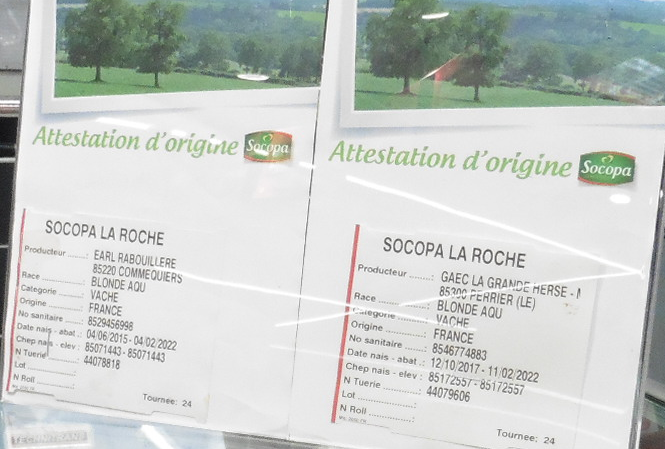 Attestation d'origine Socopa
SOCOPA LA ROCHE
Producteur ........: EARL RABOUILLERE
85220 COMMEQUIERS
Race ..............: BLONDE AQU
Categorie .........: VACHE
Origine ...........: FRANCE
No sanitaire ......: 8529456998
Date nais - abat .: 04/06/2015 - 04/02/2022
Chep nais - elev : 85071443 - 85071443
N Tuerie ..........: 44078818
Lot ...............:
N Roll ............:
Tournee: 24
TECHNITRANS
Attestation d'origine Socopa
SOCOPA LA ROCHE
Producteur ........: GAEC LA GRANDE HERSE -
85300 PERRIER (LE)
Race ..............: BLONDE AQU
Categorie .........: VACHE
Origine ...........: FRANCE
No sanitaire ......: 8546774883
Date nais - abat .: 12/10/2017 - 11/02/2022
Chep nais - elev : 85172557 - 85172557
N Tuerie ..........: 44079606
Lot ...............:
N Roll ............:
Tournee: 24